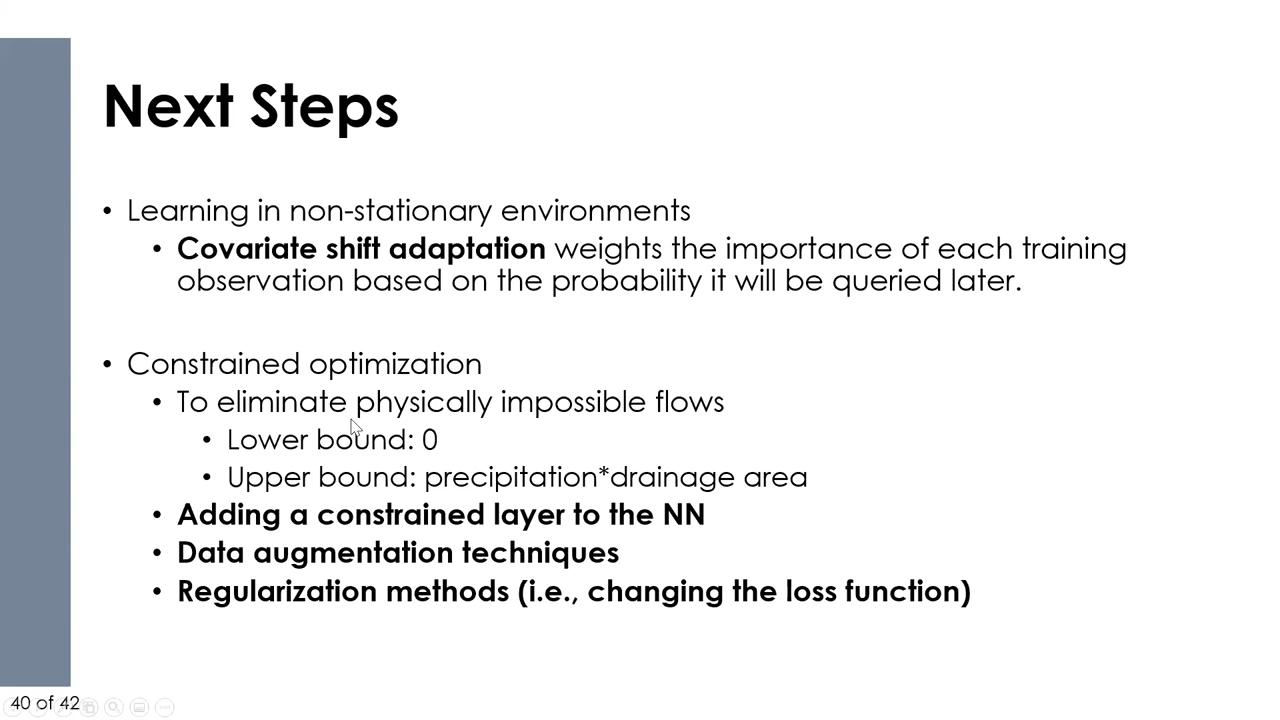 Next Steps
• Learning in non-stationary environments
• Covariate shift adaptation weights the importance of each training
observation based on the probability it will be queried later.
• Constrained optimization
• To eliminate physically impossible flows
• Lower bound: 0
• Upper bound: precipitation*drainage area
• Adding a constrained layer to the NN
• Data augmentation techniques
• Regularization methods (i.e., changing the loss function)
40 of 42